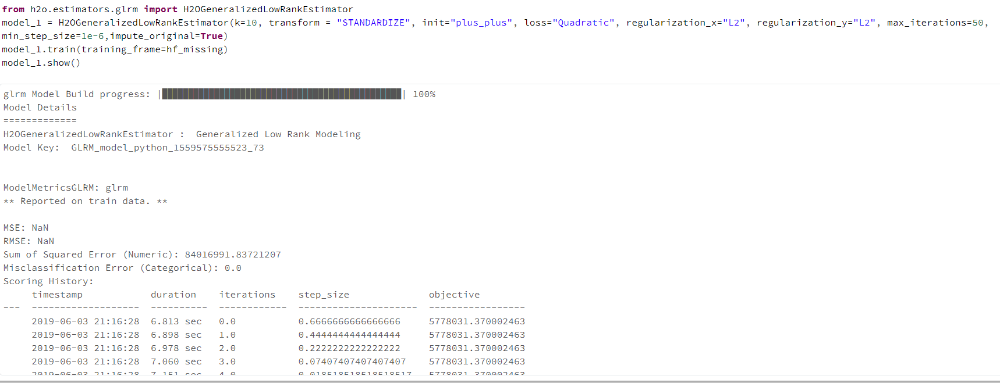 from h2o.estimators.glrm import H2OGeneralizedLowRankEstimator
model_l = H2OGeneralizedLowRankEstimator(k=10, transform = "STANDARDIZE", init="plus_plus", loss="Quadratic", regularization_x="L2", regularization_y="L2", max_iterations=50,
min_step_size=1e-6,impute_original=True)
model_l.train(training_frame=hf_missing)
model_l.show()
glrm Model Build progress: |████████████████████████████████████████| 100%
Model Details
=============
H2OGeneralizedLowRankEstimator :  Generalized Low Rank Modeling
Model Key:  GLRM_model_python_1559575555523_73
ModelMetricsGLRM: glrm
** Reported on train data. **
MSE: NaN
RMSE: NaN
Sum of Squared Error (Numeric): 84016991.83721207
Misclassification Error (Categorical): 0.0
Scoring History:
timestamp duration iterations step_size objective
--- ------------------- ---------- ------------ --------------------- -----------------
2019-06-03 21:16:28 6.813 sec 0.0 0.6666666666666666 5778031.370002463
2019-06-03 21:16:28 6.898 sec 1.0 0.4444444444444444 5778031.370002463
2019-06-03 21:16:28 6.978 sec 2.0 0.2222222222222222 5778031.370002463
2019-06-03 21:16:28 7.060 sec 3.0 0.07407407407407407 5778031.370002463
2019-06-03 21:16:28 7.151 sec 4.0 0.018518518518518517 5778031.370002463